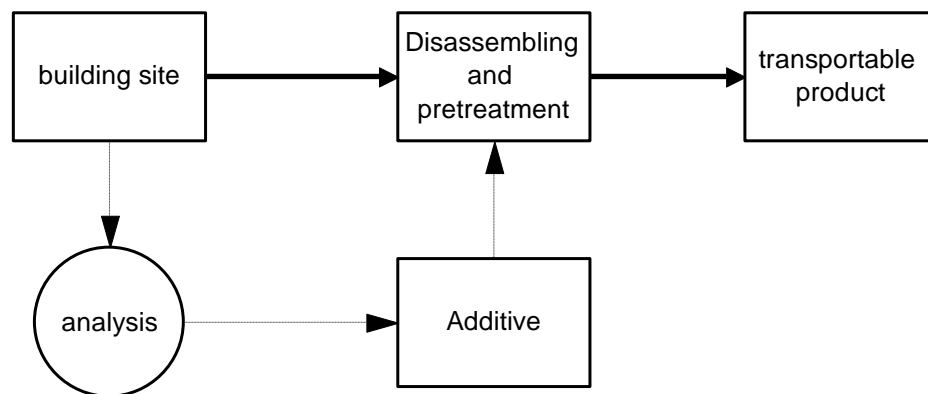 building site
Disassembling
and
pretreatment
transportable
product
analysis
Additive